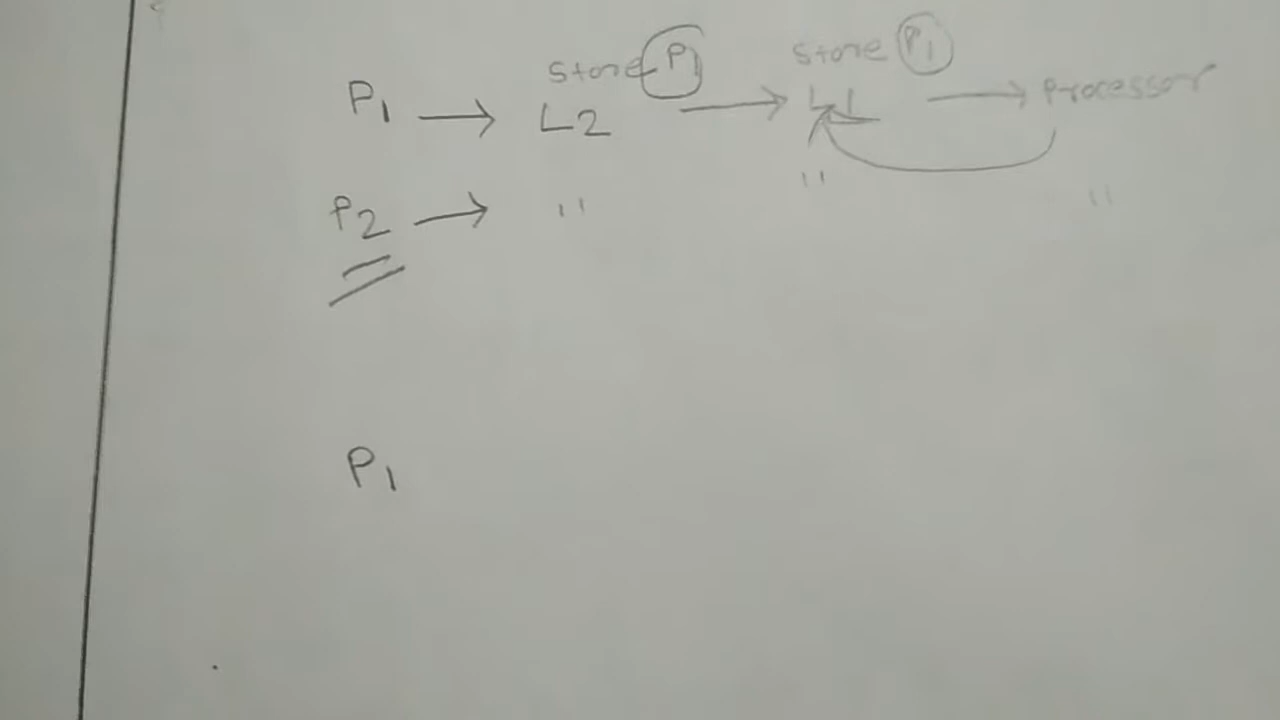 P1 → L2 Store P1 → L1 Store P1 → Processor
P2 → " " "
P1